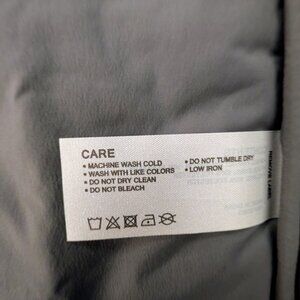 CARE
• MACHINE WASH COLD
• WASH WITH LIKE COLORS
• DO NOT DRY CLEAN
• DO NOT BLEACH
• DO NOT TUMBLE DRY
• LOW IRON